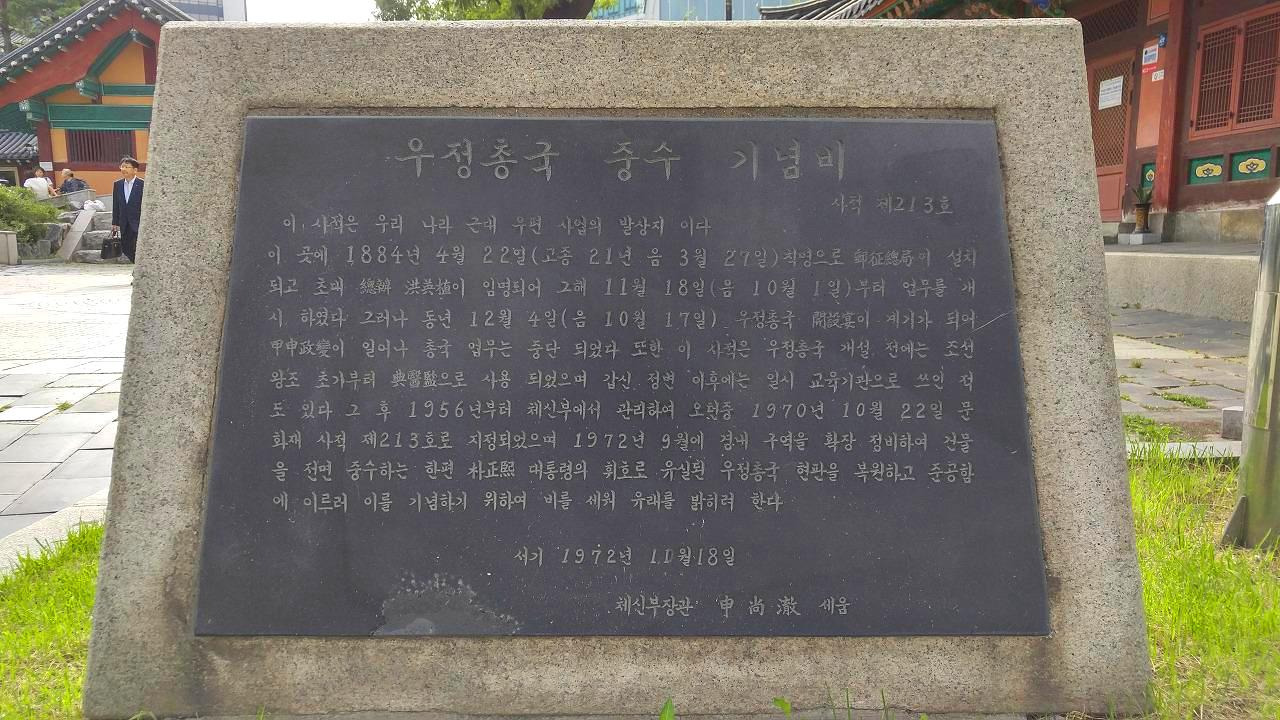 우정총국 중수 기념비
사적 제213호
이 사적은 우리 나라 근대 우편 사업의 발상지 이다
이 곳에 1884년 4월 22일(고종 21년 음 3월 27일)칙명으로 郵征總局이 설치
되고 초대 總辦 洪英植이 임명되어 그해 11월 18일(음 10월 1일)부터 업무를 개
시 하였다 그러나 동년 12월 4일(음 10월 17일) 우정총국 開設宴이 계기가 되어
甲申政變이 일어나 총국 업무는 중단 되었다 또한 이 사적은 우정총국 개설 전에는 조선
왕조 초기부터 典醫監으로 사용 되었으며 갑신 정변 이후에는 일시 교육기관으로 쓰인 적
도 있다 그 후 1956년부터 체신부에서 관리하여 오던중 1970년 10월 22일 문
화재 사적 제213호로 지정되었으며 1972년 9월에 경내 구역을 확장 정비하여 건물
을 전면 중수하는 한편 朴正熙 대통령의 휘호로 유실된 우정총국 현판을 복원하고 준공함
에 이르러 이를 기념하기 위하여 비를 세워 유래를 밝히려 한다
서기 1972년 11월18일
체신부장관 申尚澈 세움